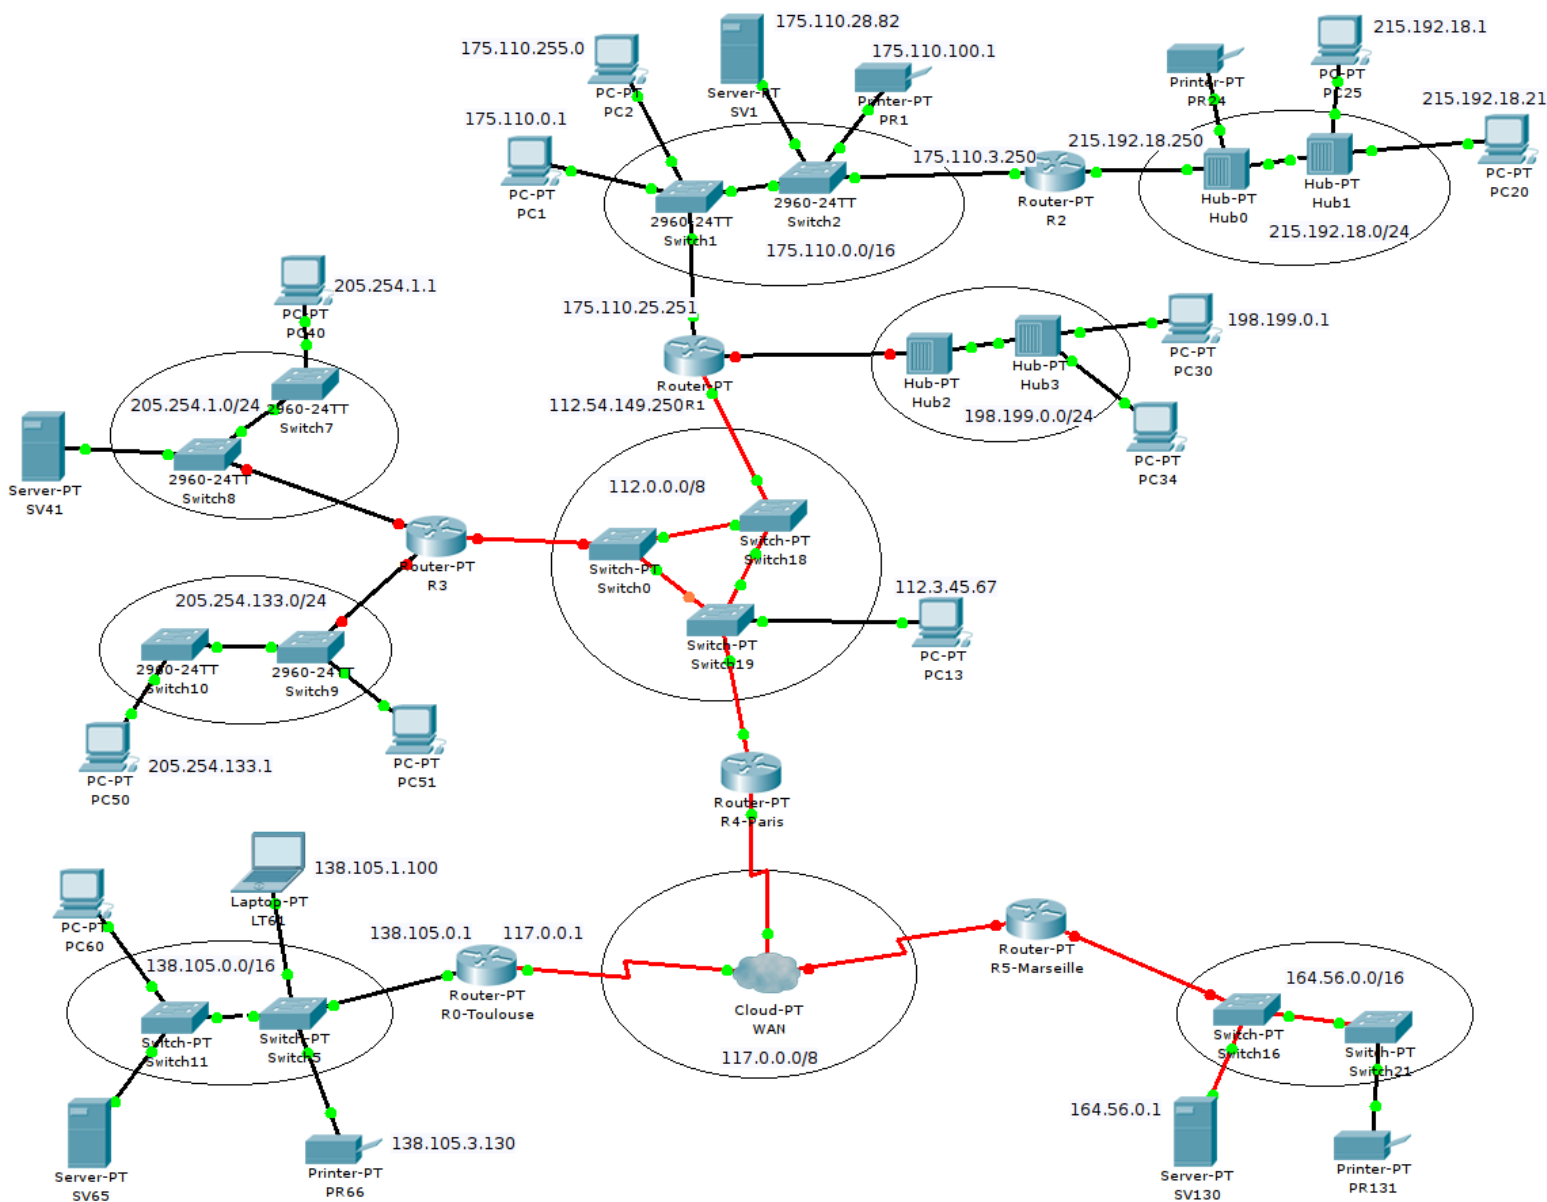 175.110.28.82
175.110.255.0
175.110.100.1
215.192.18.1
PC-PT
PC2
Server-PT
SV1
Printer-PT
PR1
Printer-PT
PR24
PC-PT
PC25
215.192.18.21
175.110.0.1
PC-PT
PC1
175.110.3.250
215.192.18.250
PC-PT
PC20
2960-24TT
Switch1
2960-24TT
Switch2
Router-PT
R2
Hub-PT
Hub0
Hub-PT
Hub1
175.110.0.0/16
215.192.18.0/24
205.254.1.1
PC-PT
PC40
175.110.25.251
Router-PT
R1
Hub-PT
Hub2
Hub-PT
Hub3
198.199.0.1
PC-PT
PC30
205.254.1.0/24
2960-24TT
Switch7
112.54.149.250
198.199.0.0/24
PC-PT
PC34
Server-PT
SV41
2960-24TT
Switch8
112.0.0.0/8
Router-PT
R3
Switch-PT
Switch0
Switch-PT
Switch18
205.254.133.0/24
112.3.45.67
2960-24TT
Switch10
2960-24TT
Switch9
Switch-PT
Switch19
PC-PT
PC13
205.254.133.1
PC-PT
PC50
PC-PT
PC51
Router-PT
R4-Paris
138.105.1.100
PC-PT
PC60
Laptop-PT
LT61
138.105.0.1
117.0.0.1
138.105.0.0/16
Router-PT
R0-Toulouse
Router-PT
R5-Marseille
164.56.0.0/16
Switch-PT
Switch11
Switch-PT
Switch5
Cloud-PT
WAN
117.0.0.0/8
Switch-PT
Switch16
Switch-PT
Switch21
164.56.0.1
138.105.3.130
Server-PT
SV65
Printer-PT
PR66
Server-PT
SV130
Printer-PT
PR131